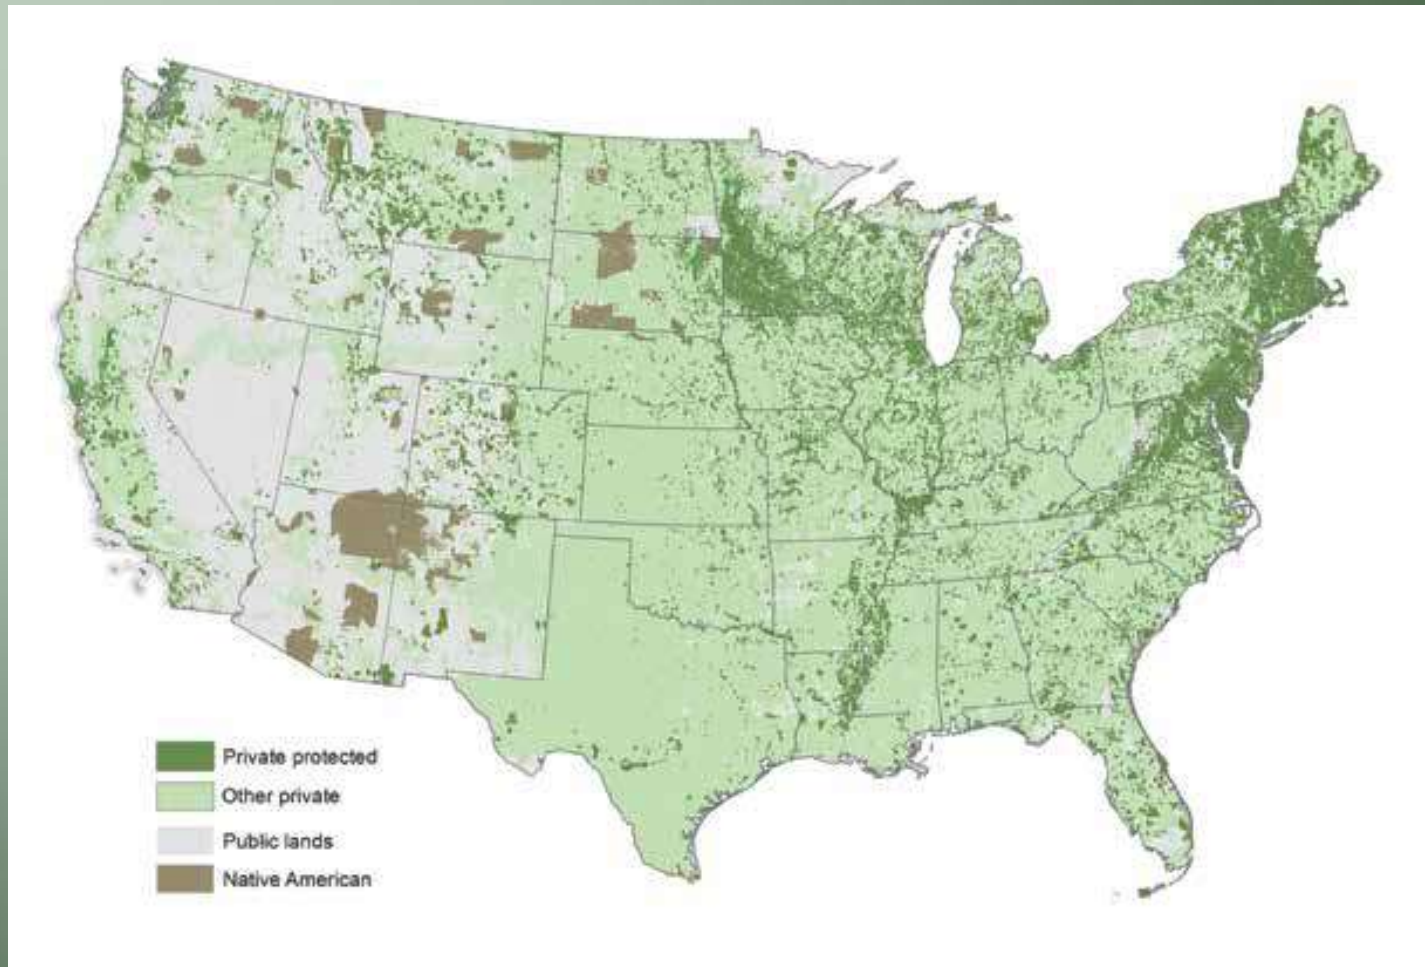 Private protected
Other private
Public lands
Native American